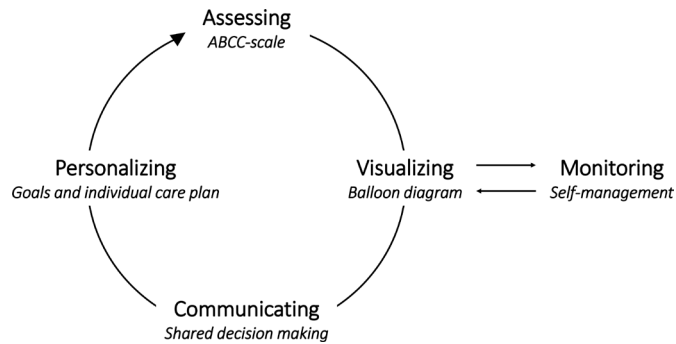 Assessing
ABCC-scale
Personalizing
Goals and individual care plan
Visualizing
Balloon diagram
Monitoring
Self-management
Communicating
Shared decision making